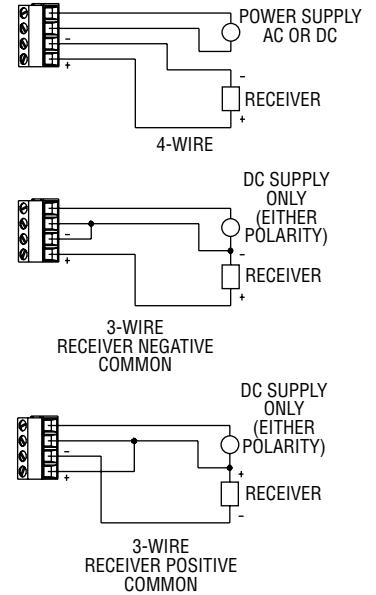 POWER SUPPLY
AC OR DC
-
-
RECEIVER
+
+
4-WIRE
DC SUPPLY
ONLY
(EITHER
POLARITY)
-
-
RECEIVER
+
+
3-WIRE
RECEIVER NEGATIVE
COMMON
DC SUPPLY
ONLY
(EITHER
POLARITY)
-
+
+
RECEIVER
-
3-WIRE
RECEIVER POSITIVE
COMMON